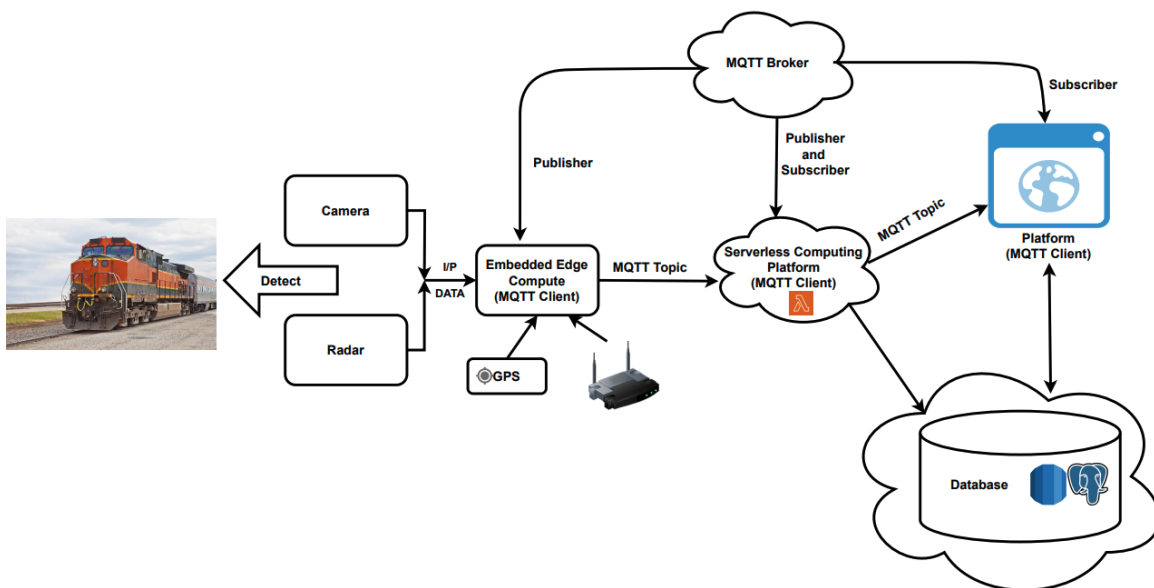 MQTT Broker
Subscriber
Publisher
and
Subscriber
Publisher
Camera
MQTT Topic
Platform
(MQTT Client)
Serverless Computing
Platform
(MQTT Client)
Embedded Edge
Compute
(MQTT Client)
MQTT Topic
I/P
DATA
Detect
Radar
GPS
Database